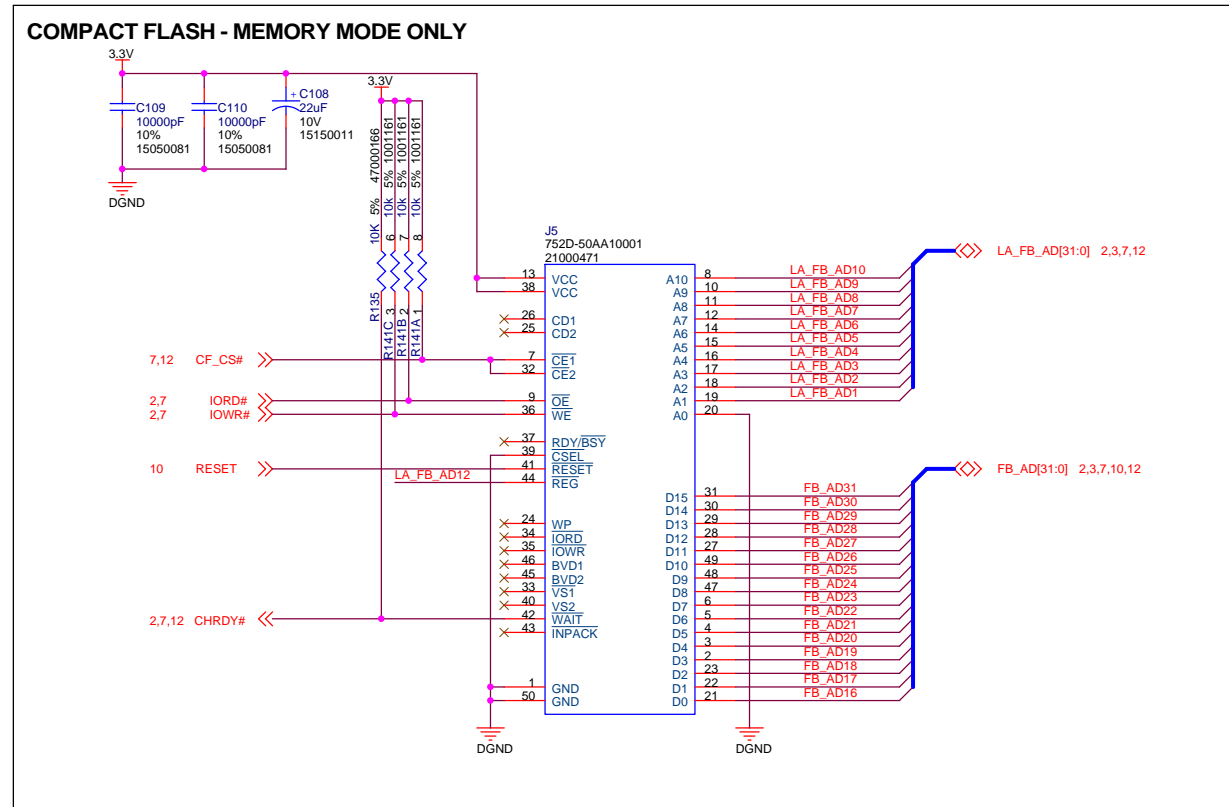 COMPACT FLASH - MEMORY MODE ONLY
3.3V
C109
10000pF
10%
15050081
C110
10000pF
10%
15050081
+ C108
22uF
10V
15150011
DGND
3.3V
10K 5% 47000166
6 10k 5% 1001161
7 10k 5% 1001161
8 10k 5% 1001161
R135
R141C 3
R141B 2
R141A 1
J5
752D-50AA10001
21000471
13 VCC
38 VCC
26 CD1
25 CD2
7,12 CF_CS# 7 CE1
32 CE2
2,7 IORD# 9 OE
2,7 IOWR# 36 WE
37 RDY/BSY
39 CSEL
10 RESET 41 RESET
LA_FB_AD12 44 REG
24 WP
34 IORD
35 IOWR
46 BVD1
45 BVD2
33 VS1
40 VS2
2,7,12 CHRDY# 42 WAIT
43 INPACK
1 GND
50 GND
DGND
A10 8 LA_FB_AD10
A9 10 LA_FB_AD9
A8 11 LA_FB_AD8
A7 12 LA_FB_AD7
A6 14 LA_FB_AD6
A5 15 LA_FB_AD5
A4 16 LA_FB_AD4
A3 17 LA_FB_AD3
A2 18 LA_FB_AD2
A1 19 LA_FB_AD1
A0 20
LA_FB_AD[31:0] 2,3,7,12
D15 31 FB_AD31
D14 30 FB_AD30
D13 29 FB_AD29
D12 28 FB_AD28
D11 27 FB_AD27
D10 49 FB_AD26
D9 48 FB_AD25
D8 47 FB_AD24
D7 6 FB_AD23
D6 5 FB_AD22
D5 4 FB_AD21
D4 3 FB_AD20
D3 2 FB_AD19
D2 23 FB_AD18
D1 22 FB_AD17
D0 21 FB_AD16
FB_AD[31:0] 2,3,7,10,12
DGND